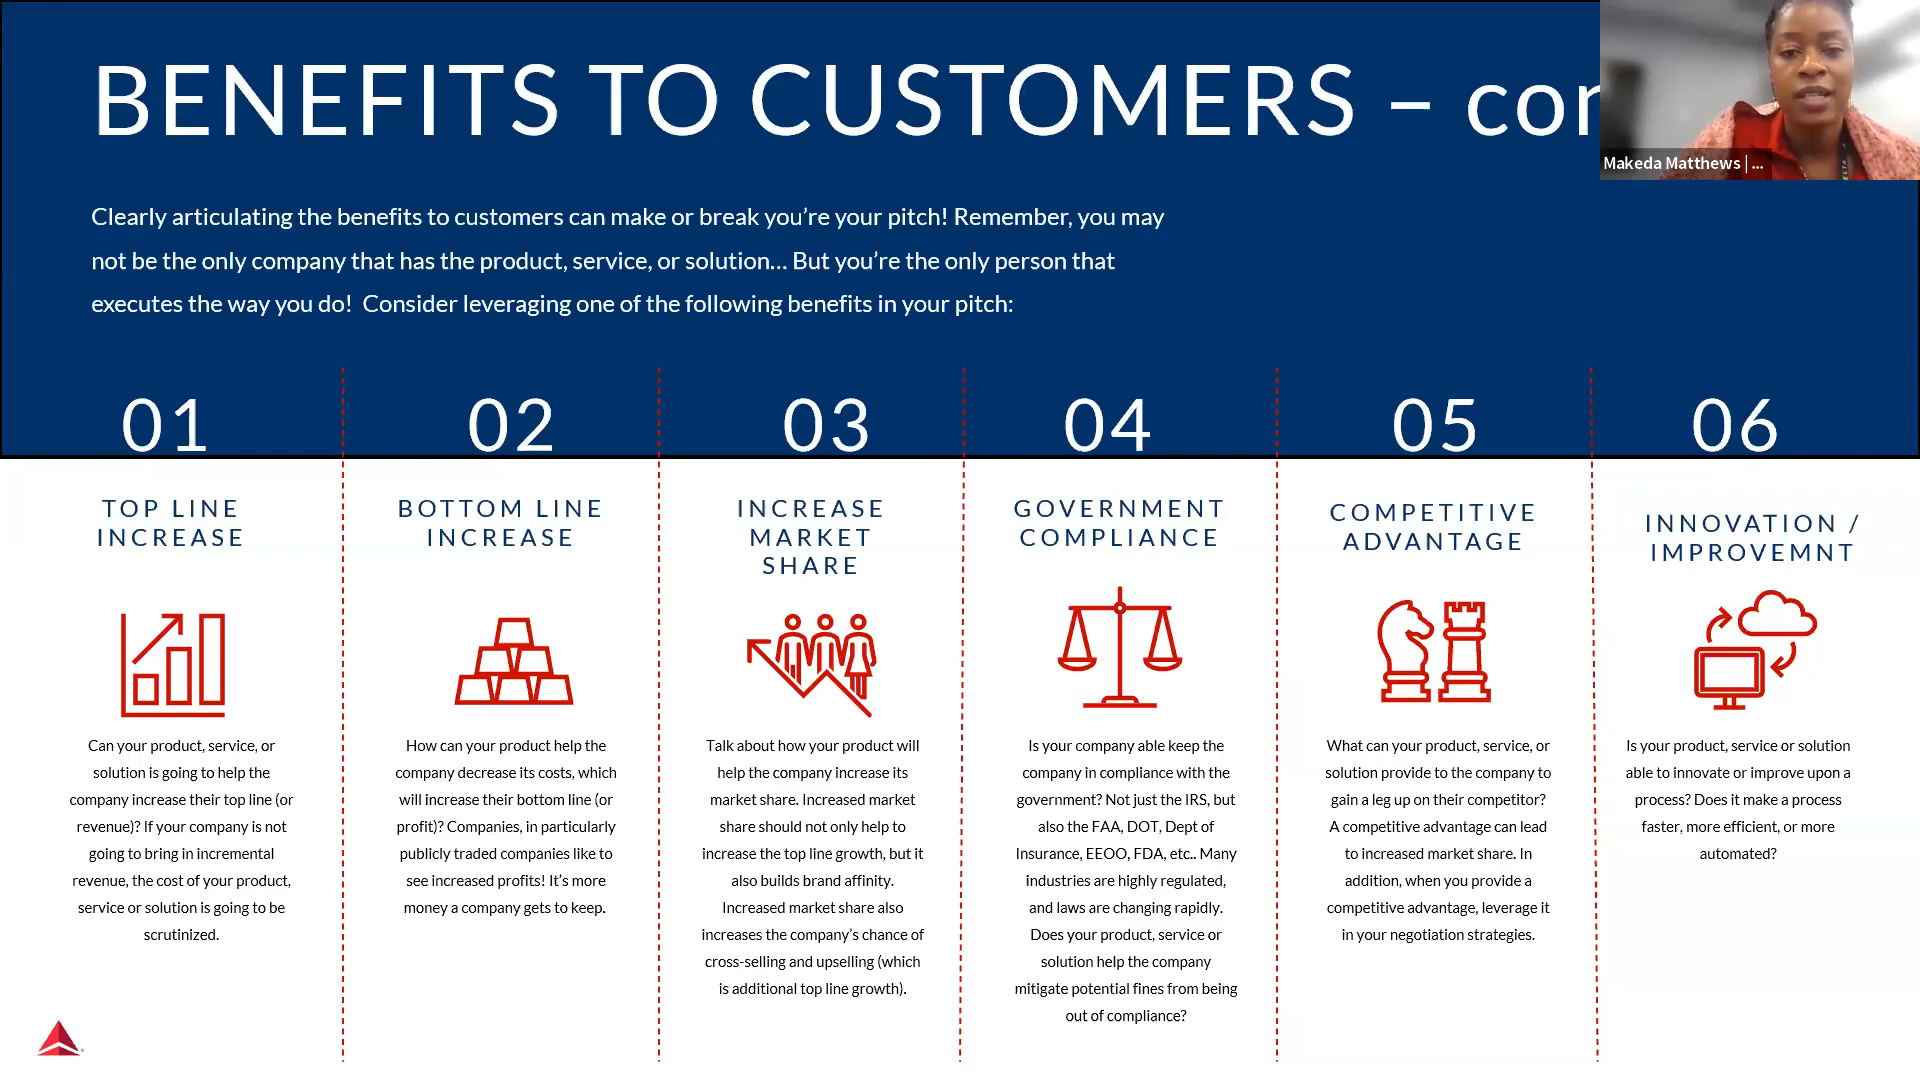 BENEFITS TO CUSTOMERS – con
Makeda Matthews | ...
Clearly articulating the benefits to customers can make or break you’re your pitch! Remember, you may
not be the only company that has the product, service, or solution... But you’re the only person that
executes the way you do!  Consider leveraging one of the following benefits in your pitch:
01
TOP LINE
INCREASE
Can your product, service, or
solution is going to help the
company increase their top line (or
revenue)? If your company is not
going to bring in incremental
revenue, the cost of your product,
service or solution is going to be
scrutinized.
02
BOTTOM LINE
INCREASE
How can your product help the
company decrease its costs, which
will increase their bottom line (or
profit)? Companies, in particularly
publicly traded companies like to
see increased profits! It’s more
money a company gets to keep.
03
INCREASE
MARKET
SHARE
Talk about how your product will
help the company increase its
market share. Increased market
share should not only help to
increase the top line growth, but it
also builds brand affinity.
Increased market share also
increases the company’s chance of
cross-selling and upselling (which
is additional top line growth).
04
GOVERNMENT
COMPLIANCE
Is your company able keep the
company in compliance with the
government? Not just the IRS, but
also the FAA, DOT, Dept of
Insurance, EEOO, FDA, etc.. Many
industries are highly regulated,
and laws are changing rapidly.
Does your product, service or
solution help the company
mitigate potential fines from being
out of compliance?
05
COMPETITIVE
ADVANTAGE
What can your product, service, or
solution provide to the company to
gain a leg up on their competitor?
A competitive advantage can lead
to increased market share. In
addition, when you provide a
competitive advantage, leverage it
in your negotiation strategies.
06
INNOVATION /
IMPROVEMNT
Is your product, service or solution
able to innovate or improve upon a
process? Does it make a process
faster, more efficient, or more
automated?